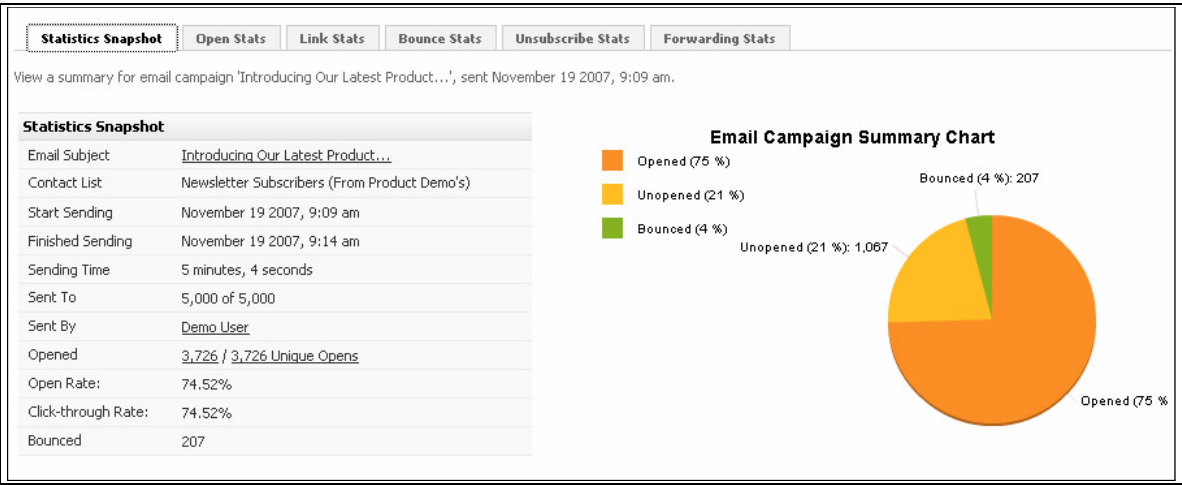 Statistics Snapshot Open Stats Link Stats Bounce Stats Unsubscribe Stats Forwarding Stats
View a summary for email campaign 'Introducing Our Latest Product...', sent November 19 2007, 9:09 am.
Statistics Snapshot
Email Subject Introducing Our Latest Product...
Contact List Newsletter Subscribers (From Product Demo's)
Start Sending November 19 2007, 9:09 am
Finished Sending November 19 2007, 9:14 am
Sending Time 5 minutes, 4 seconds
Sent To 5,000 of 5,000
Sent By Demo User
Opened 3,726 / 3,726 Unique Opens
Open Rate: 74.52%
Click-through Rate: 74.52%
Bounced 207
Email Campaign Summary Chart
Opened (75 %)
Unopened (21 %)
Bounced (4 %)
Bounced (4 %): 207
Unopened (21 %): 1,067
Opened (75 %